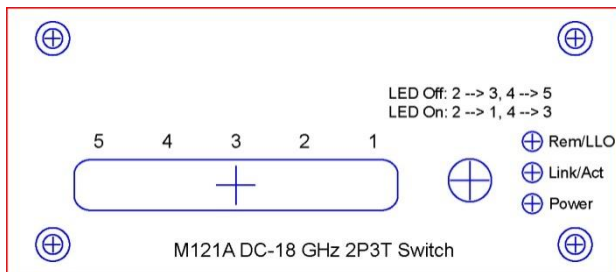 LED Off: 2 --> 3, 4 --> 5
LED On: 2 --> 1, 4 --> 3
5 4 3 2 1
Rem/LLO
Link/Act
Power
M121A DC-18 GHz 2P3T Switch